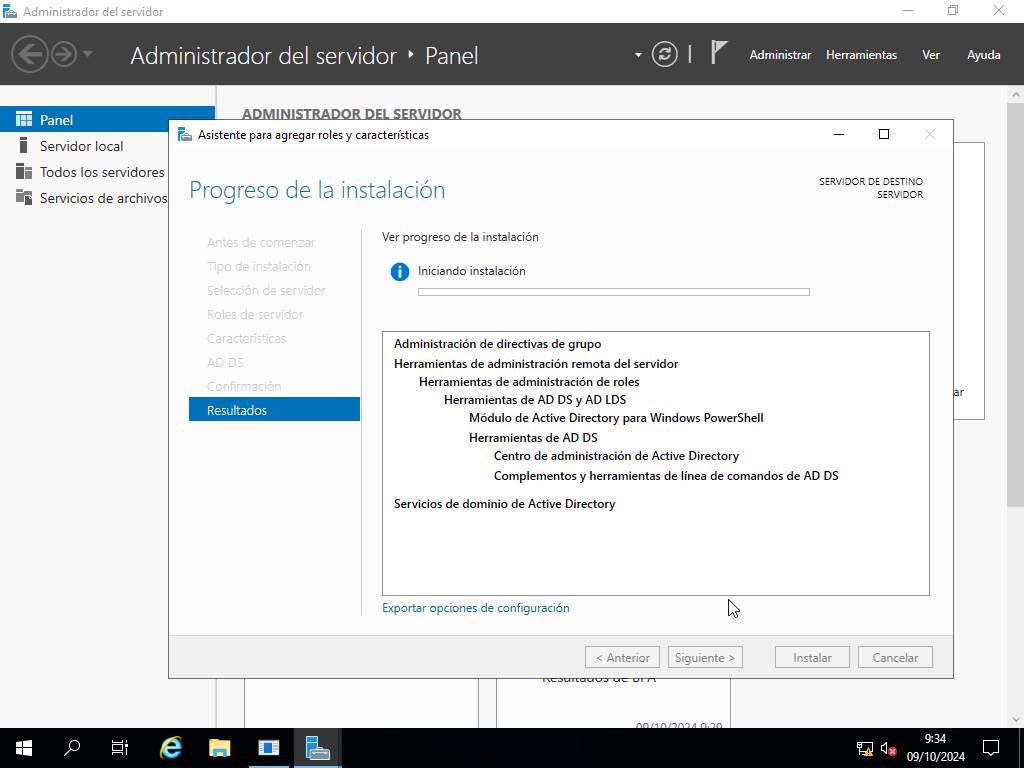 Administrador del servidor
Administrador del servidor
Panel
Administrar
Herramientas
Ver
Ayuda
Panel
Servidor local
Todos los servidores
Servicios de archivos
ADMINISTRADOR DEL SERVIDOR
Asistente para agregar roles y características
Progreso de la instalación
SERVIDOR DE DESTINO
SERVIDOR
Antes de comenzar
Tipo de instalación
Selección de servidor
Roles de servidor
Características
AD DS
Confirmación
Resultados
Ver progreso de la instalación
Iniciando instalación
Administración de directivas de grupo
Herramientas de administración remota del servidor
Herramientas de administración de roles
Herramientas de AD DS y AD LDS
Módulo de Active Directory para Windows PowerShell
Herramientas de AD DS
Centro de administración de Active Directory
Complementos y herramientas de línea de comandos de AD DS
Servicios de dominio de Active Directory
Exportar opciones de configuración
< Anterior
Siguiente >
Instalar
Cancelar
ar
Resultados de BPA
09/10/2024 9:29
9:34
09/10/2024